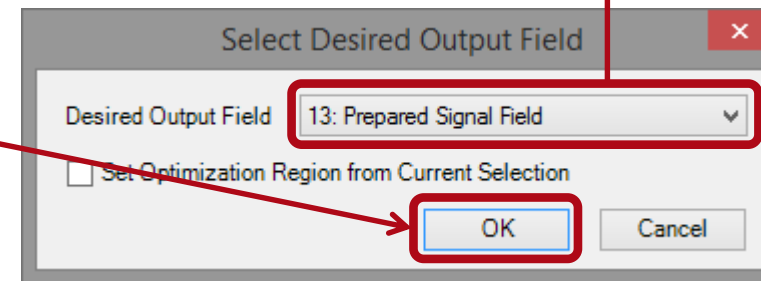 Select Desired Output Field
Desired Output Field 13: Prepared Signal Field
Set Optimization Region from Current Selection
OK Cancel